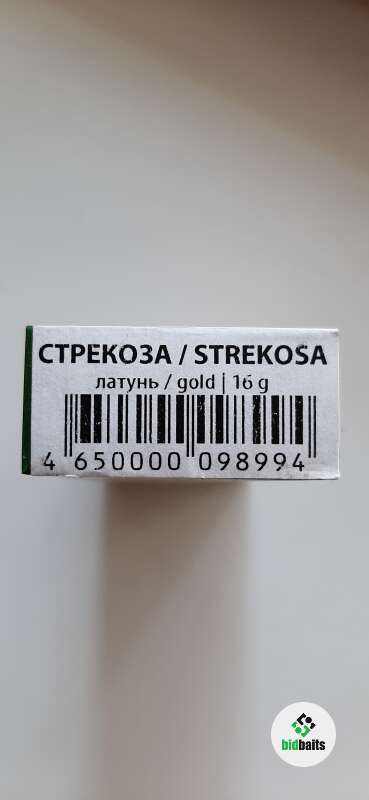 СТРЕКОЗА / STREKOSA
латунь / gold | 16 g
4 650000 098994
bidbaits